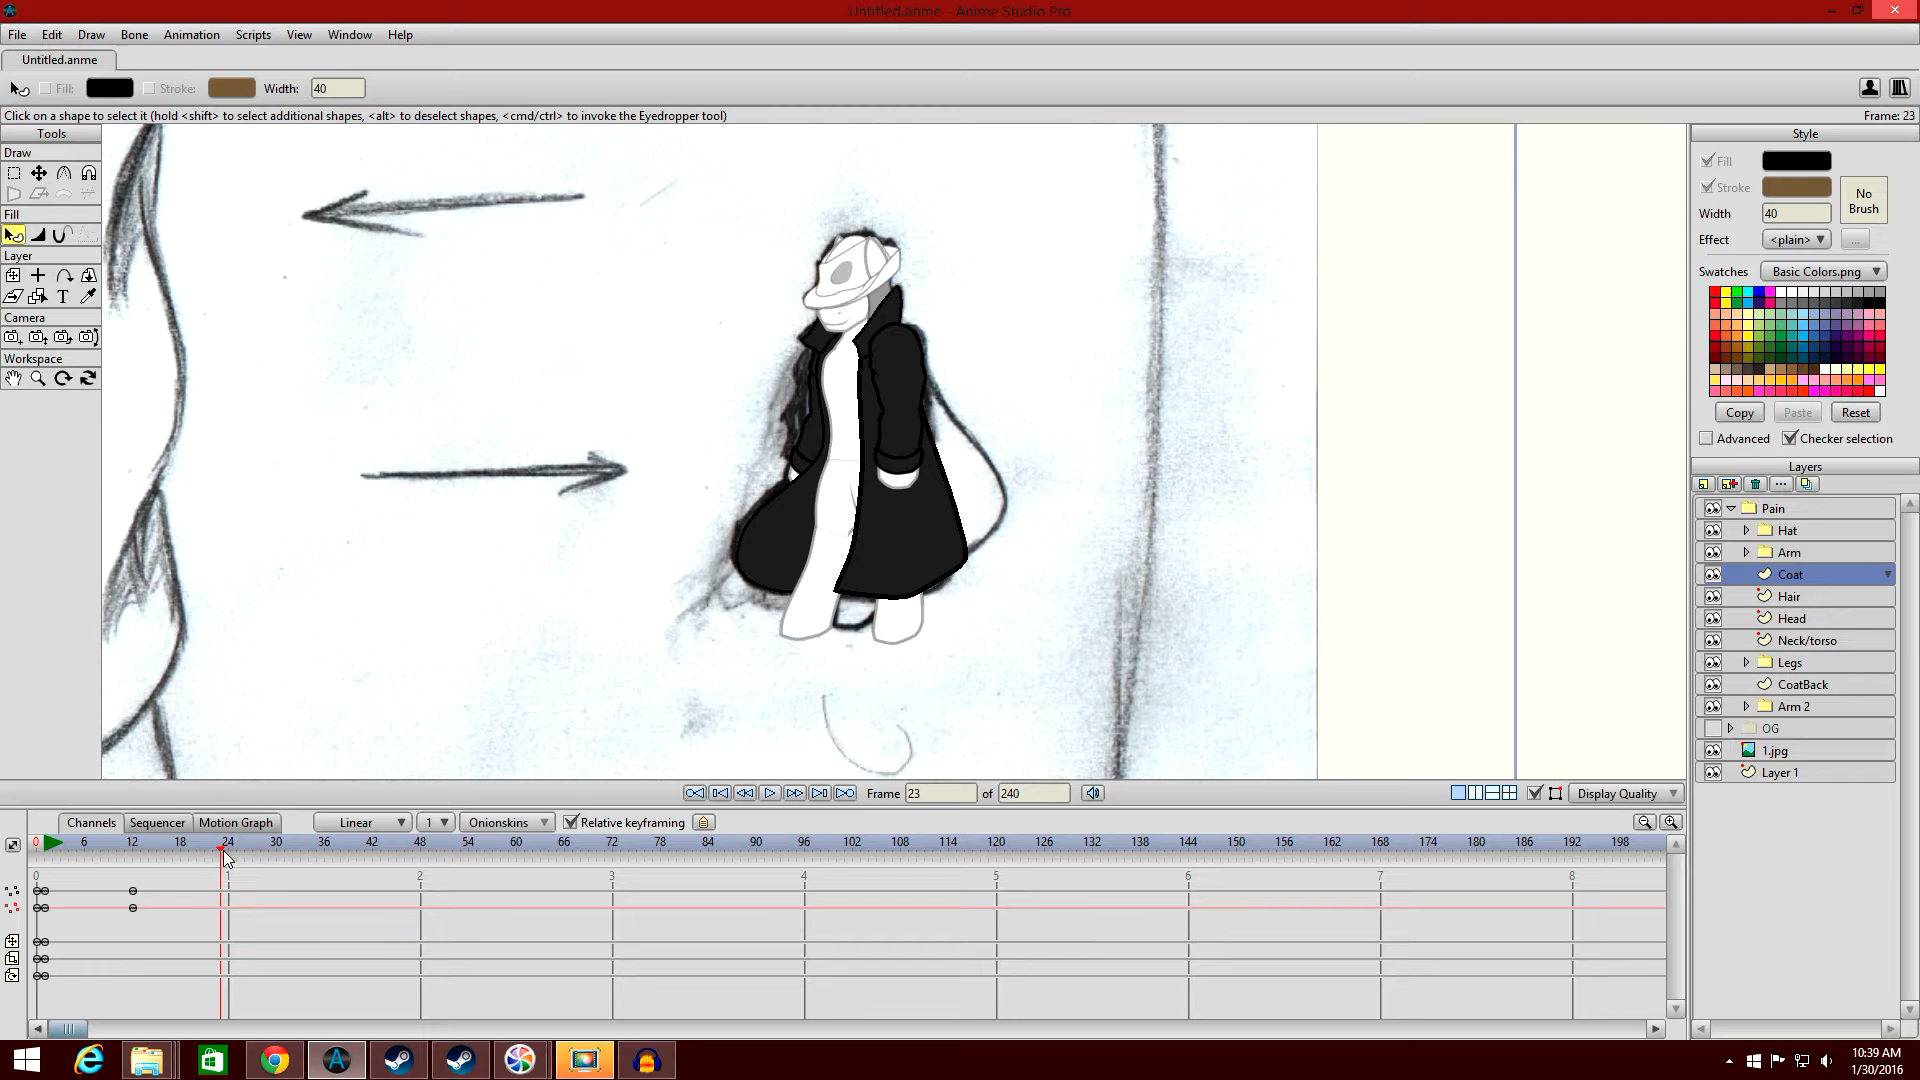 Untitled.anme - Anime Studio Pro
File Edit Draw Bone Animation Scripts View Window Help
Untitled.anme
Fill: Stroke: Width: 40
Click on a shape to select it (hold <shift> to select additional shapes, <alt> to deselect shapes, <cmd/ctrl> to invoke the Eyedropper tool)
Frame: 23
Tools
Draw
Fill
Layer
T
Camera
Workspace
Style
Fill
Stroke
No Brush
Width 40
Effect <plain> ...
Swatches Basic Colors.png
Copy Paste Reset
Advanced Checker selection
Layers
Pain
Hat
Arm
Coat
Hair
Head
Neck/torso
Legs
CoatBack
Arm 2
OG
1.jpg
Layer 1
Frame 23 of 240
Display Quality
Channels Sequencer Motion Graph Linear 1 Onionskins Relative keyframing
0 6 12 18 24 30 36 42 48 54 60 66 72 78 84 90 96 102 108 114 120 126 132 138 144 150 156 162 168 174 180 186 192 198
0 1 2 3 4 5 6 7 8
10:39 AM
1/30/2016